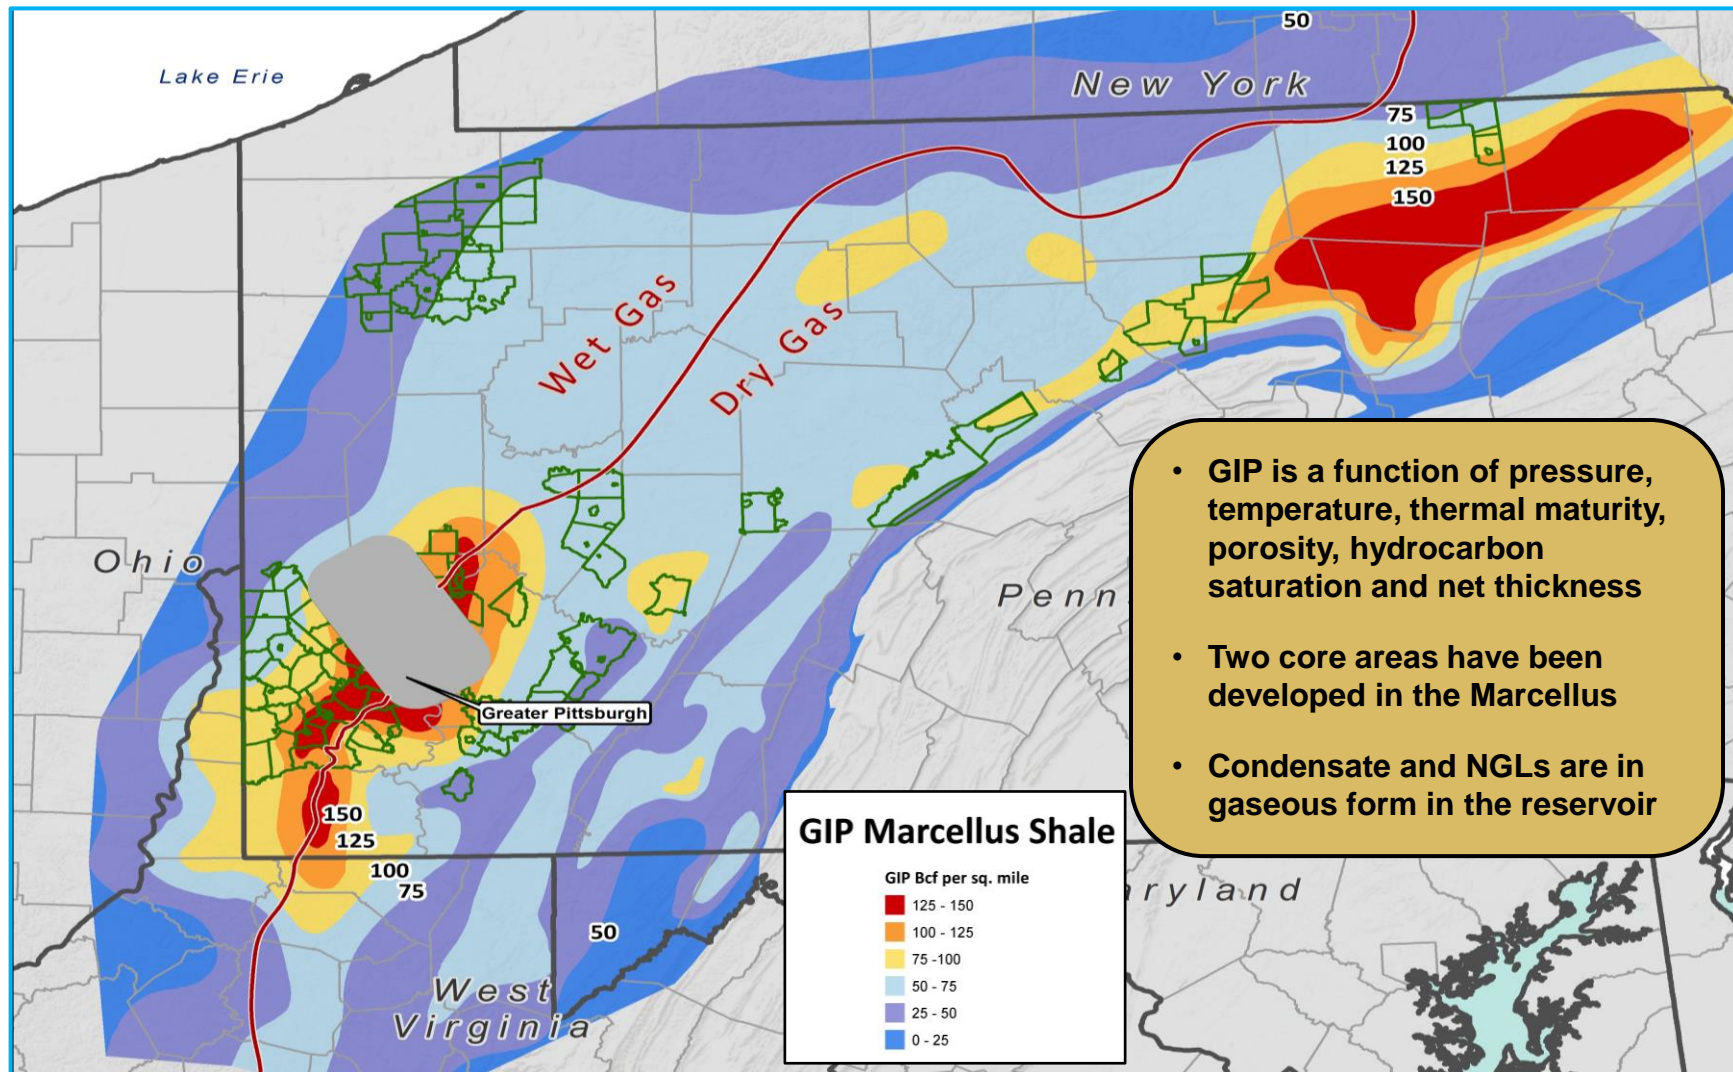 50
Lake Erie
New York
75
100
125
150
Wet Gas
Dry Gas
Ohio
Penn
Greater Pittsburgh
150
125
100
75
50
West
Virginia
aryland
• GIP is a function of pressure,
temperature, thermal maturity,
porosity, hydrocarbon
saturation and net thickness
• Two core areas have been
developed in the Marcellus
• Condensate and NGLs are in
gaseous form in the reservoir
GIP Marcellus Shale
GIP Bcf per sq. mile
125 - 150
100 - 125
75 -100
50 - 75
25 - 50
0 - 25